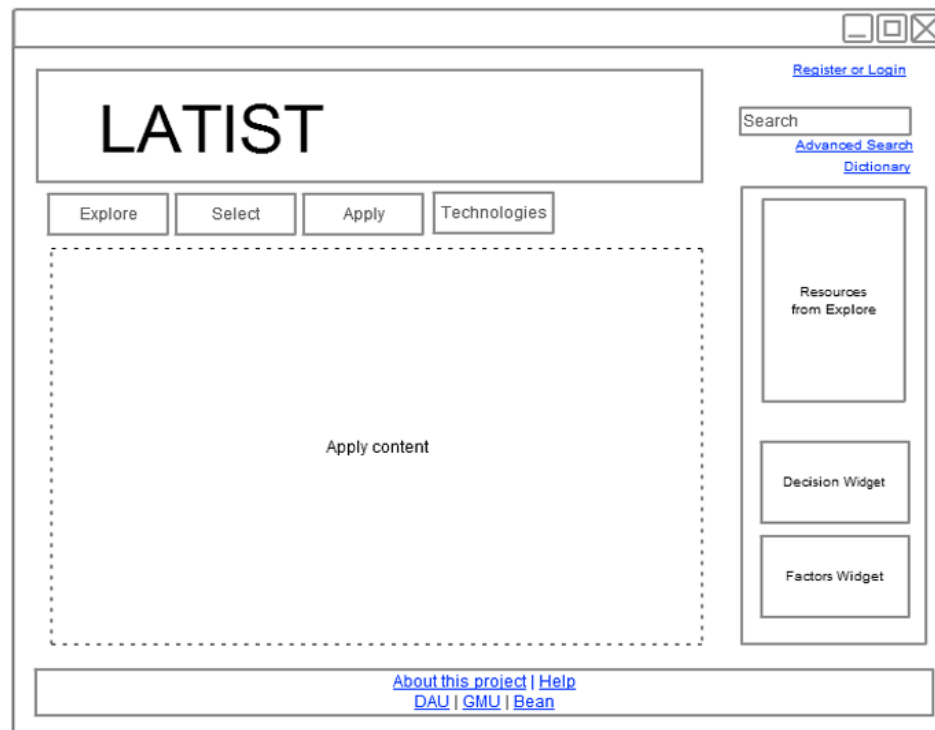 Register or Login
LATIST
Search
Advanced Search
Dictionary
Explore
Select
Apply
Technologies
Resources
from Explore
Apply content
Decision Widget
Factors Widget
About this project | Help
DAU | GMU | Bean